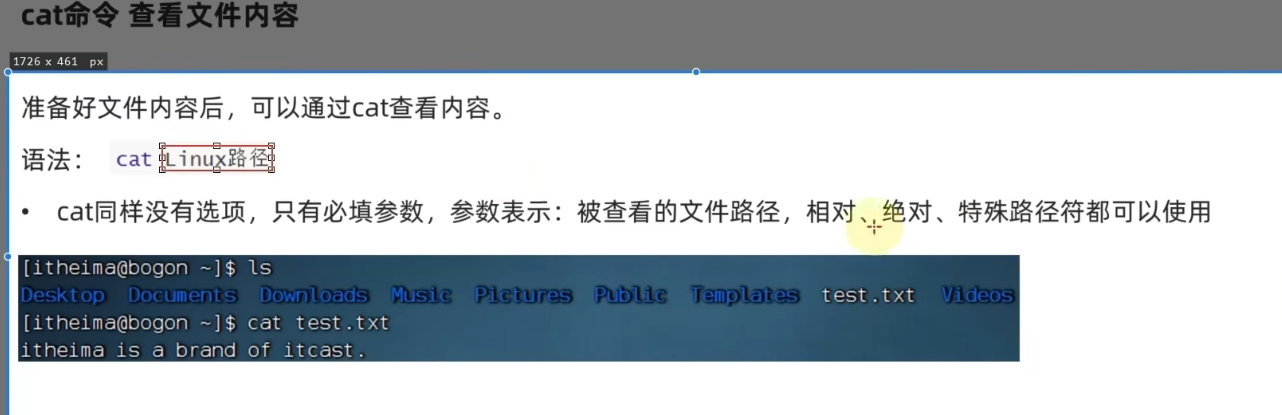 cat命令 查看文件内容
1726 x 461 px
准备好文件内容后，可以通过cat查看内容。
语法： cat Linux路径
• cat同样没有选项，只有必填参数，参数表示：被查看的文件路径，相对、绝对、特殊路径符都可以使用
[itheima@bogon ~]$ ls
Desktop Documents Downloads Music Pictures Public Templates test.txt Videos
[itheima@bogon ~]$ cat test.txt
itheima is a brand of itcast.